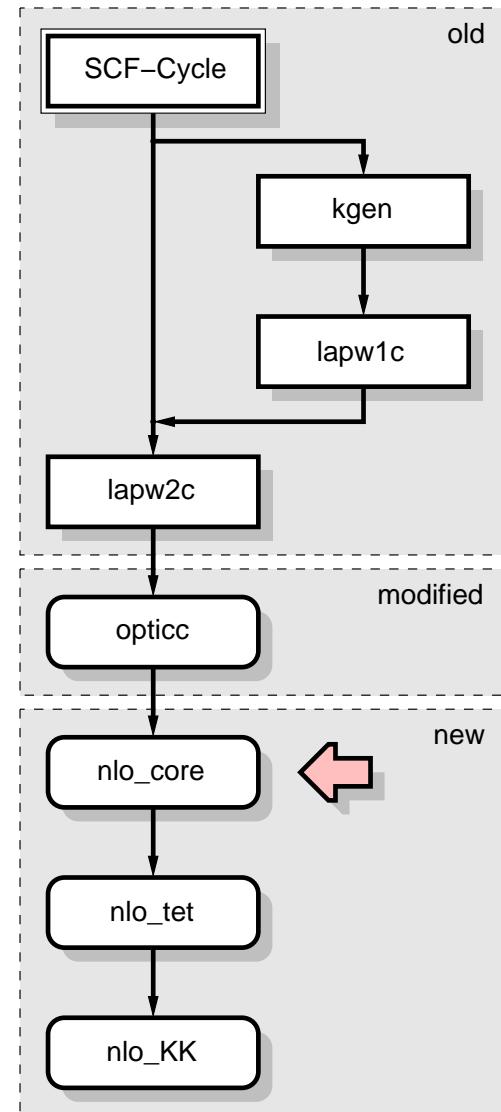 old
SCF−Cycle
kgen
lapw1c
lapw2c
modified
opticc
new
nlo_core
nlo_tet
nlo_KK